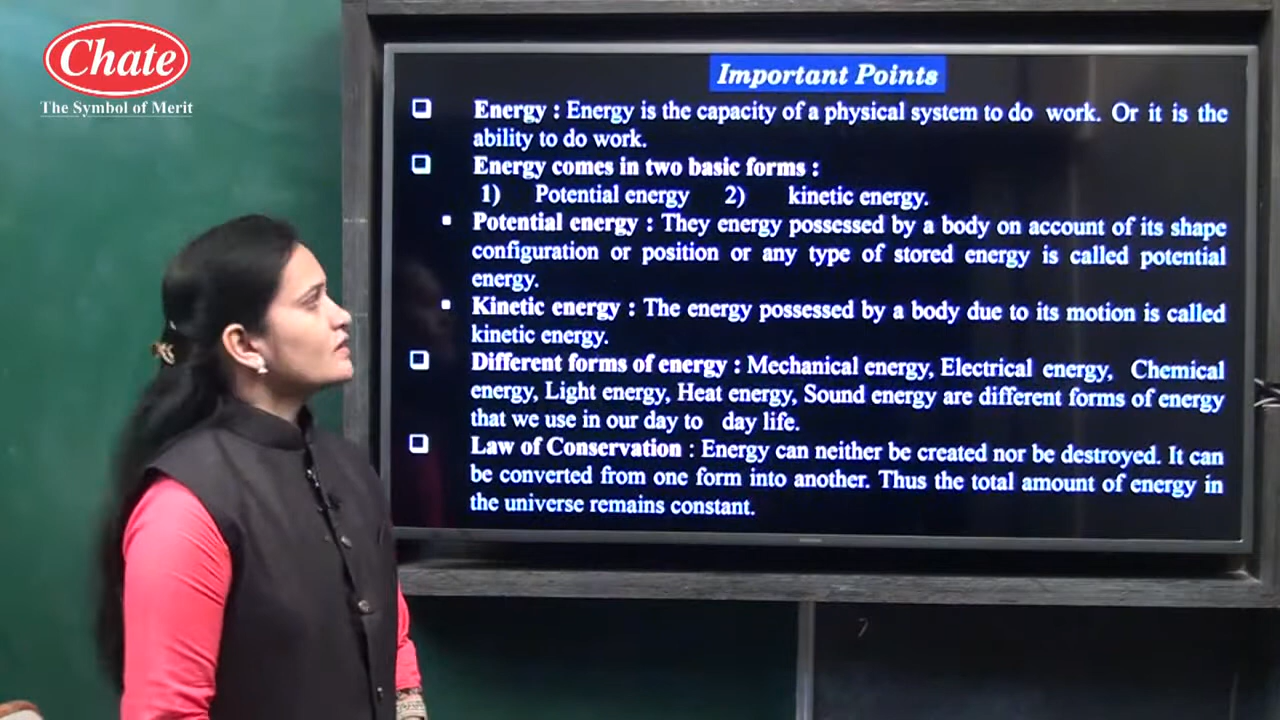 Chate
The Symbol of Merit
Important Points
Energy : Energy is the capacity of a physical system to do work. Or it is the
ability to do work.
Energy comes in two basic forms :
1) Potential energy 2) kinetic energy.
Potential energy : They energy possessed by a body on account of its shape
configuration or position or any type of stored energy is called potential
energy.
Kinetic energy : The energy possessed by a body due to its motion is called
kinetic energy.
Different forms of energy : Mechanical energy, Electrical energy, Chemical
energy, Light energy, Heat energy, Sound energy are different forms of energy
that we use in our day to day life.
Law of Conservation : Energy can neither be created nor be destroyed. It can
be converted from one form into another. Thus the total amount of energy in
the universe remains constant.